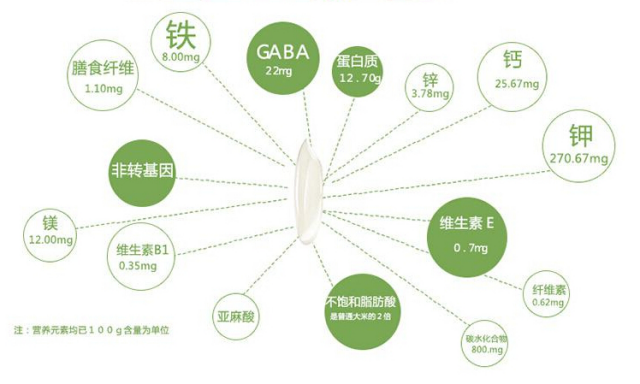 铁
8.00mg
GABA
22mg
蛋白质
12.70g
锌
3.78mg
钙
25.67mg
膳食纤维
1.10mg
钾
270.67mg
非转基因
镁
12.00mg
维生素B1
0.35mg
维生素E
0.7mg
纤维素
0.62mg
亚麻酸
不饱和脂肪酸
是普通大米的2倍
碳水化合物
800.mg
注：营养元素均已100g含量为单位